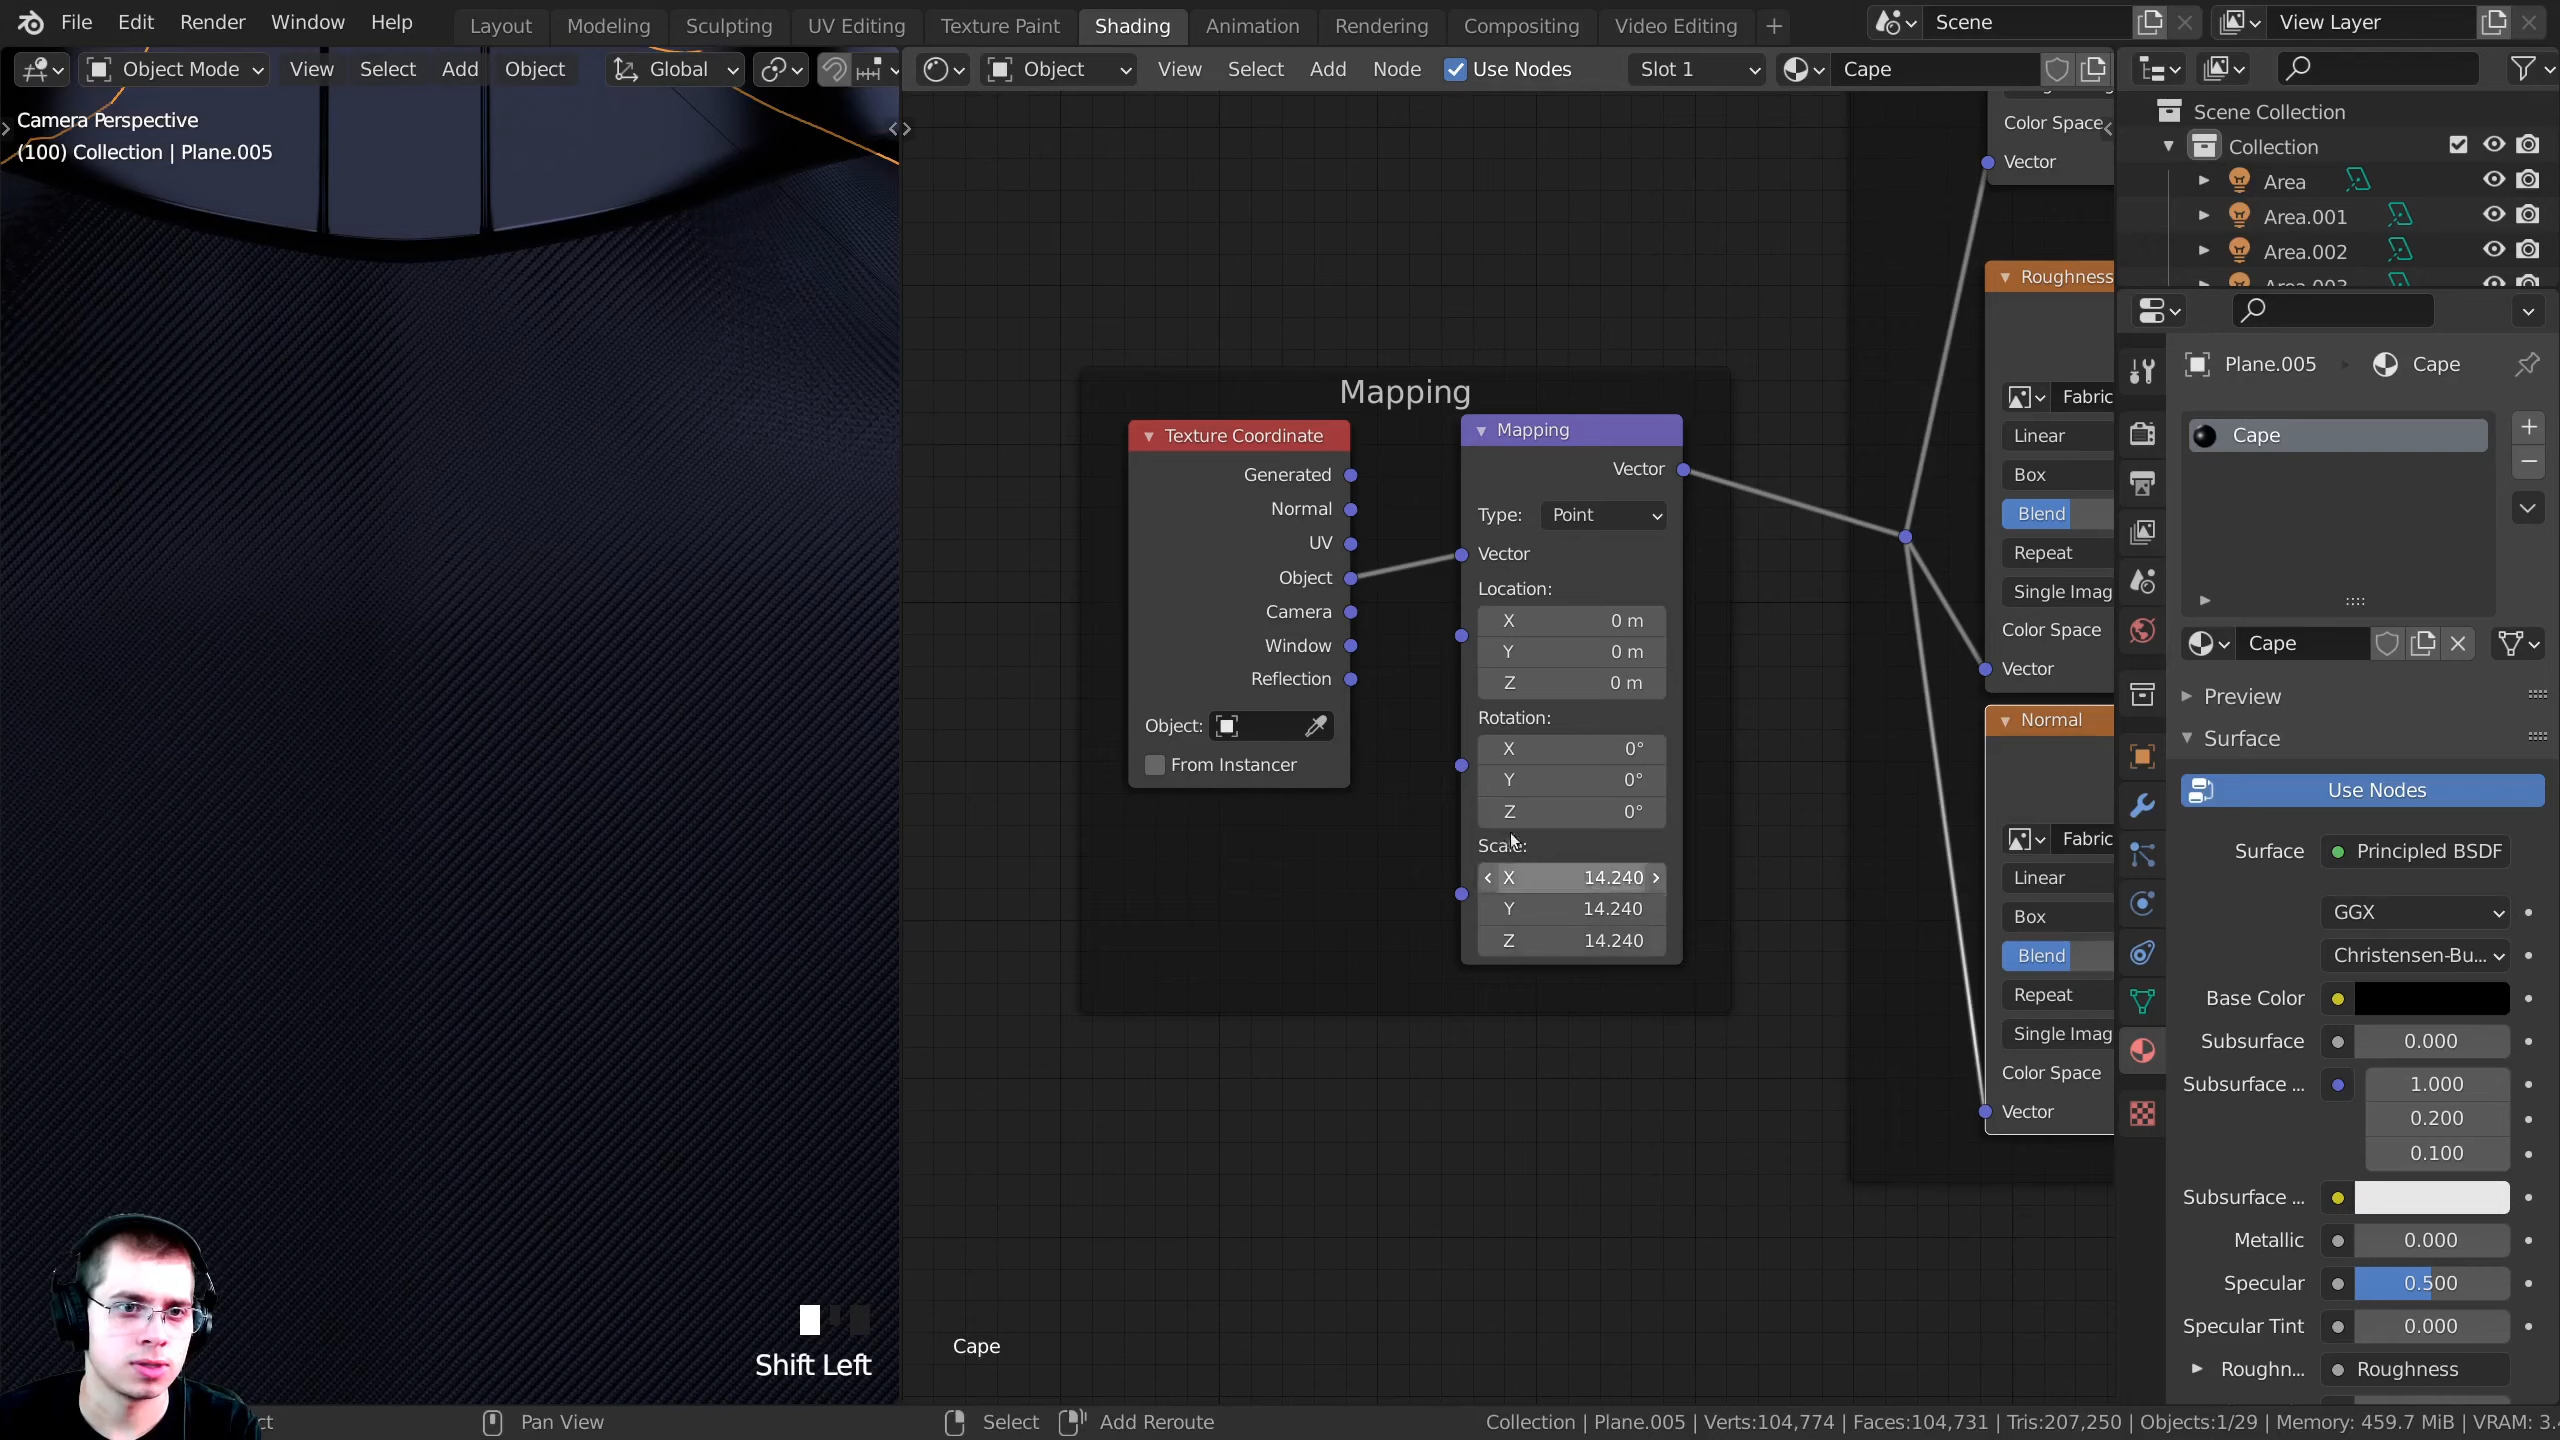 File Edit Render Window Help Layout Modeling Sculpting UV Editing Texture Paint Shading Animation Rendering Compositing Video Editing + Scene View Layer
Object Mode View Select Add Object Global Object View Select Add Node Use Nodes Slot 1 Cape
Camera Perspective
(100) Collection | Plane.005
Scene Collection
Collection
Area
Area.001
Area.002
Color Space
Vector
Roughness
Fabric
Linear
Box
Blend
Repeat
Single Imag
Color Space
Vector
Normal
Fabric
Linear
Box
Blend
Repeat
Single Imag
Color Space
Vector
Mapping
Texture Coordinate
Generated
Normal
UV
Object
Camera
Window
Reflection
Object:
From Instancer
Mapping
Vector
Type: Point
Vector
Location:
X 0 m
Y 0 m
Z 0 m
Rotation:
X 0°
Y 0°
Z 0°
Scale:
X 14.240
Y 14.240
Z 14.240
Plane.005 Cape
Cape
Cape
Preview
Surface
Use Nodes
Surface Principled BSDF
GGX
Christensen-Bu...
Base Color
Subsurface 0.000
Subsurface ... 1.000
0.200
0.100
Subsurface ...
Metallic 0.000
Specular 0.500
Specular Tint 0.000
Roughn... Roughness
Cape
Shift Left
ct Pan View Select Add Reroute Collection | Plane.005 | Verts:104,774 | Faces:104,731 | Tris:207,250 | Objects:1/29 | Memory: 459.7 MiB | VRAM: 3.